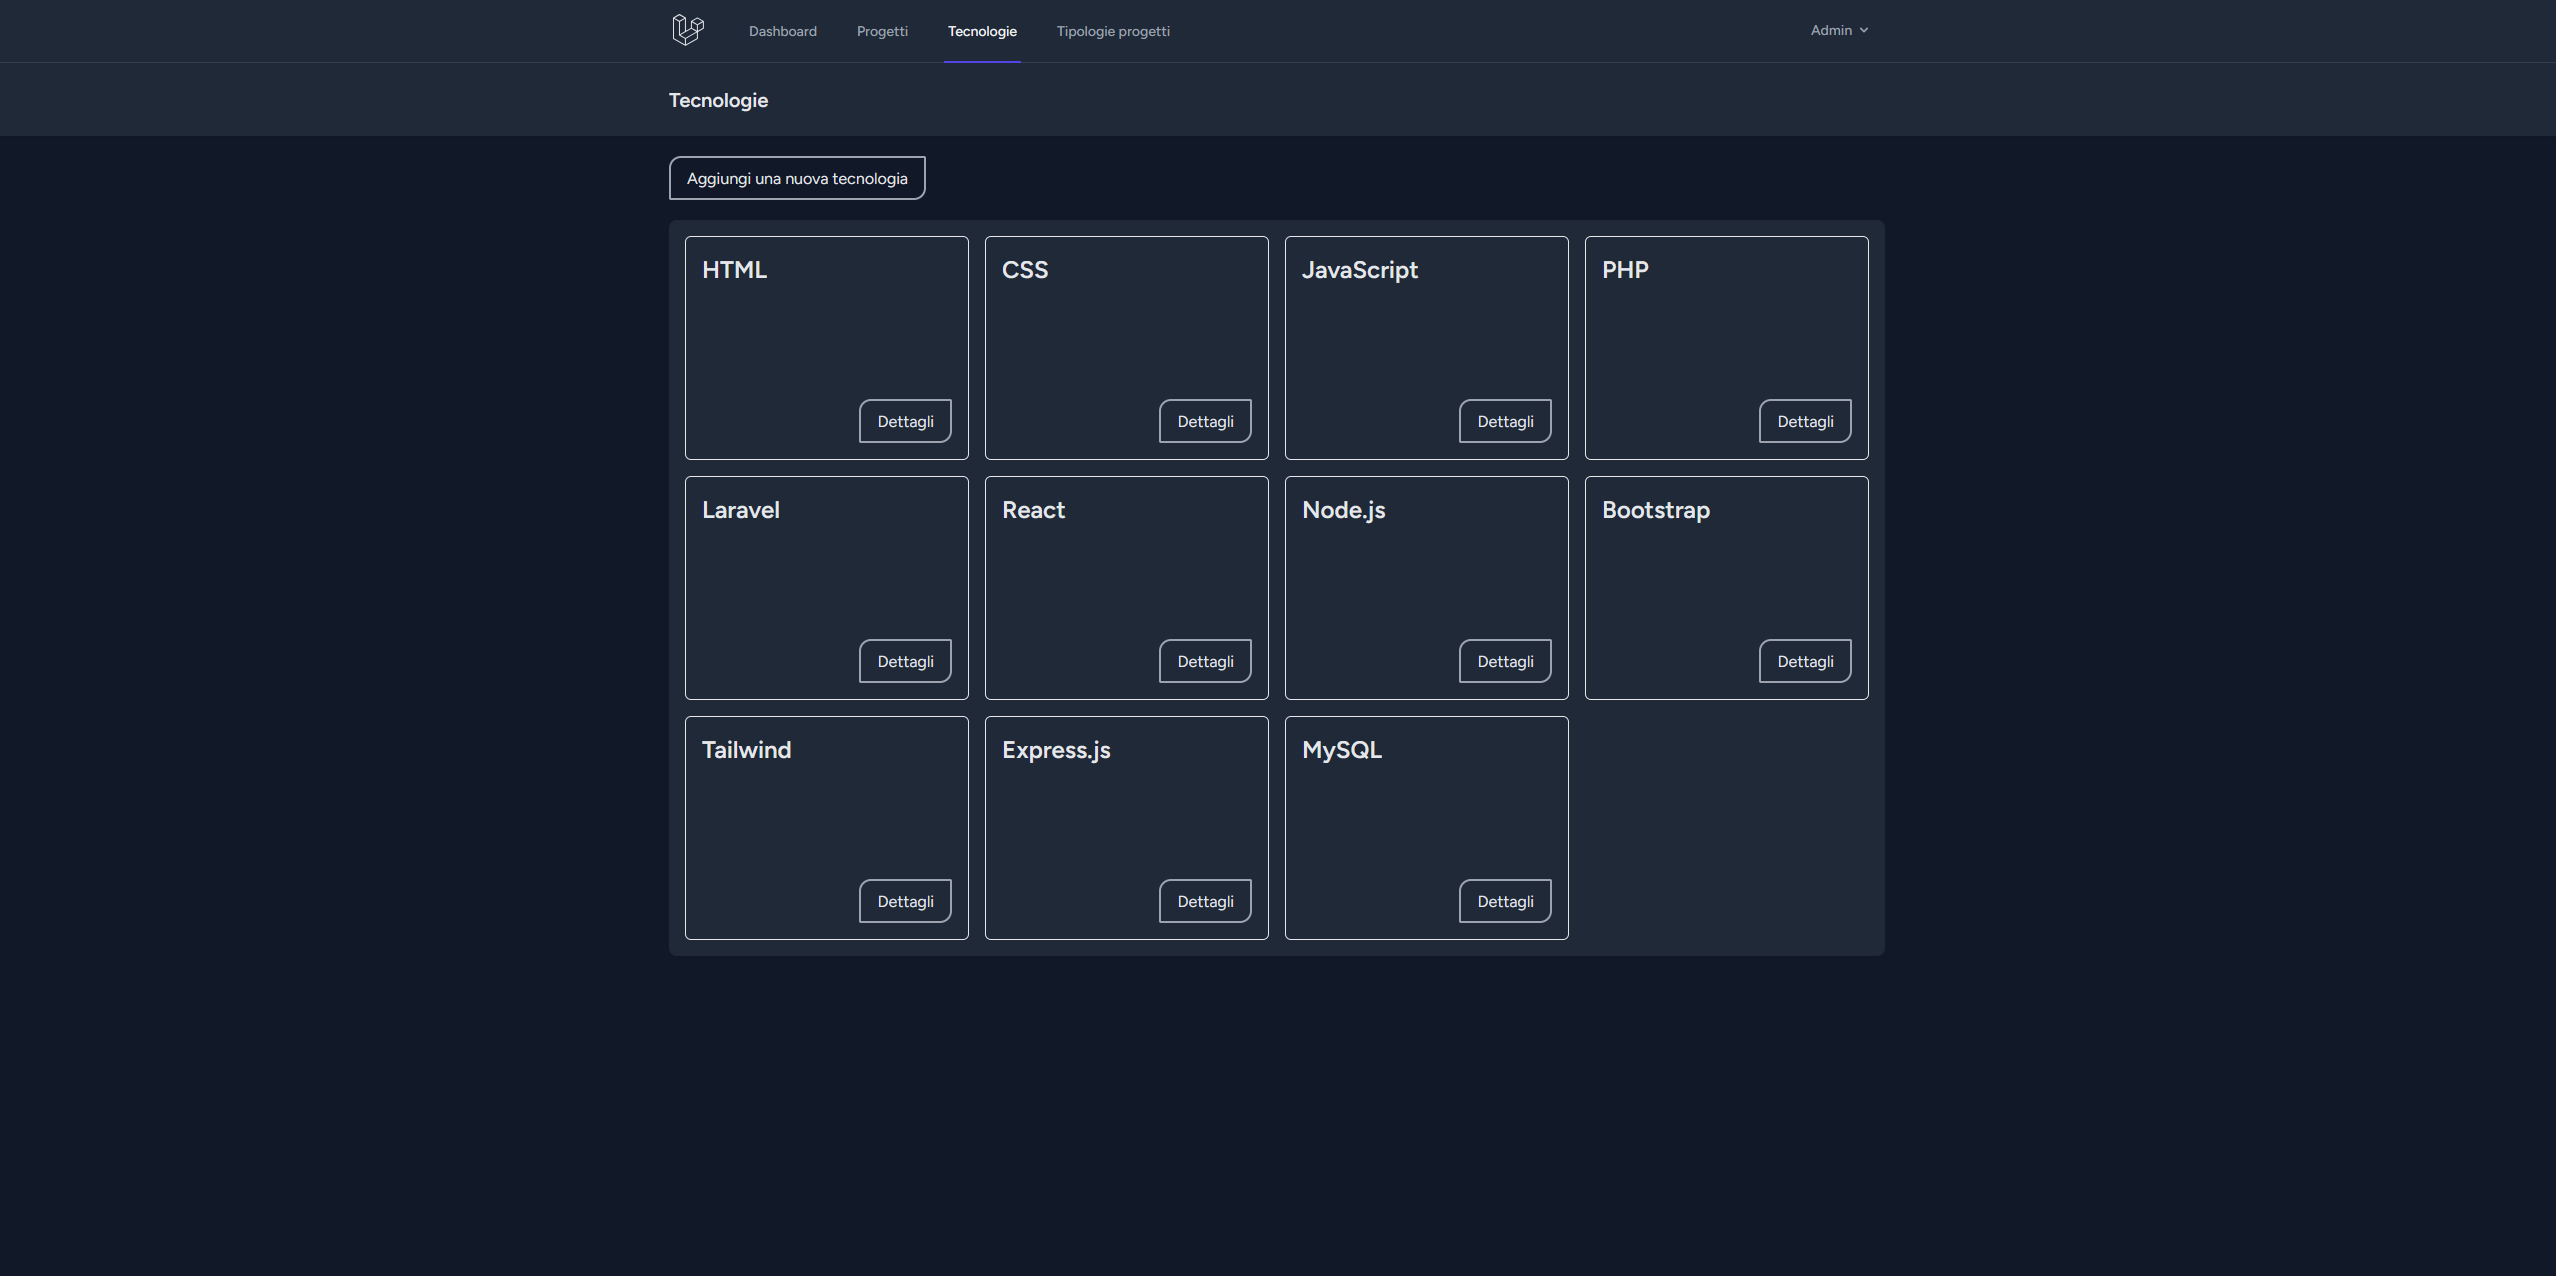 Dashboard Progetti Tecnologie Tipologie progetti Admin
Tecnologie
Aggiungi una nuova tecnologia
HTML CSS JavaScript PHP
Dettagli Dettagli Dettagli Dettagli
Laravel React Node.js Bootstrap
Dettagli Dettagli Dettagli Dettagli
Tailwind Express.js MySQL
Dettagli Dettagli Dettagli